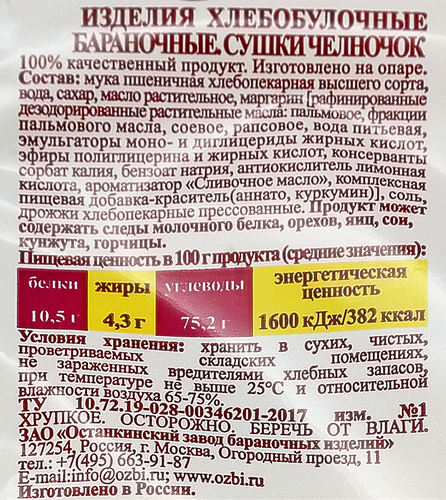 ИЗДЕЛИЯ ХЛЕБОБУЛОЧНЫЕ
БАРАНОЧНЫЕ. СУШКИ ЧЕЛНОЧОК
100% качественный продукт. Изготовлено на опаре.
Состав: мука пшеничная хлебопекарная высшего сорта,
вода, сахар, масло растительное, маргарин [рафинированные
дезодорированные растительные масла: пальмовое, фракции
пальмового масла, соевое, рапсовое, вода питьевая,
эмульгаторы моно- и диглицериды жирных кислот,
эфиры полиглицерина и жирных кислот, консерванты
сорбат калия, бензоат натрия, антиокислитель лимонная
кислота, ароматизатор «Сливочное масло», комплексная
пищевая добавка-краситель(аннато, куркумин)], соль,
дрожжи хлебопекарные прессованные. Продукт может
содержать следы молочного белка, орехов, яиц, сои,
кунжута, горчицы.
Пищевая ценность в 100 г продукта (средние значения):
белки жиры углеводы энергетическая
ценность
10,5 г 4,3 г 75,2 г 1600 кДж/382 ккал
Условия хранения: хранить в сухих, чистых,
проветриваемых складских помещениях,
не зараженных вредителями хлебных запасов,
при температуре не выше 25°С и относительной
влажности воздуха 65-75%.
ТУ 10.72.19-028-00346201-2017 изм. №1
ХРУПКОЕ. ОСТОРОЖНО. БЕРЕЧЬ ОТ ВЛАГИ.
ЗАО «Останкинский завод бараночных изделий»
127254, Россия, г. Москва, Огородный проезд, 11
тел.: +7(495) 663-91-87
E-mail:info@ozbi.ru; www.ozbi.ru
Изготовлено в России.